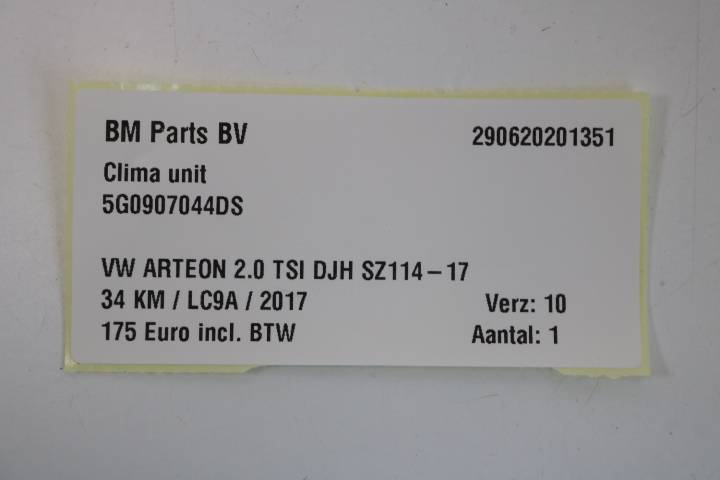 BM Parts BV 290620201351
Clima unit
5G0907044DS
VW ARTEON 2.0 TSI DJH SZ114-17
34 KM / LC9A / 2017 Verz: 10
175 Euro incl. BTW Aantal: 1